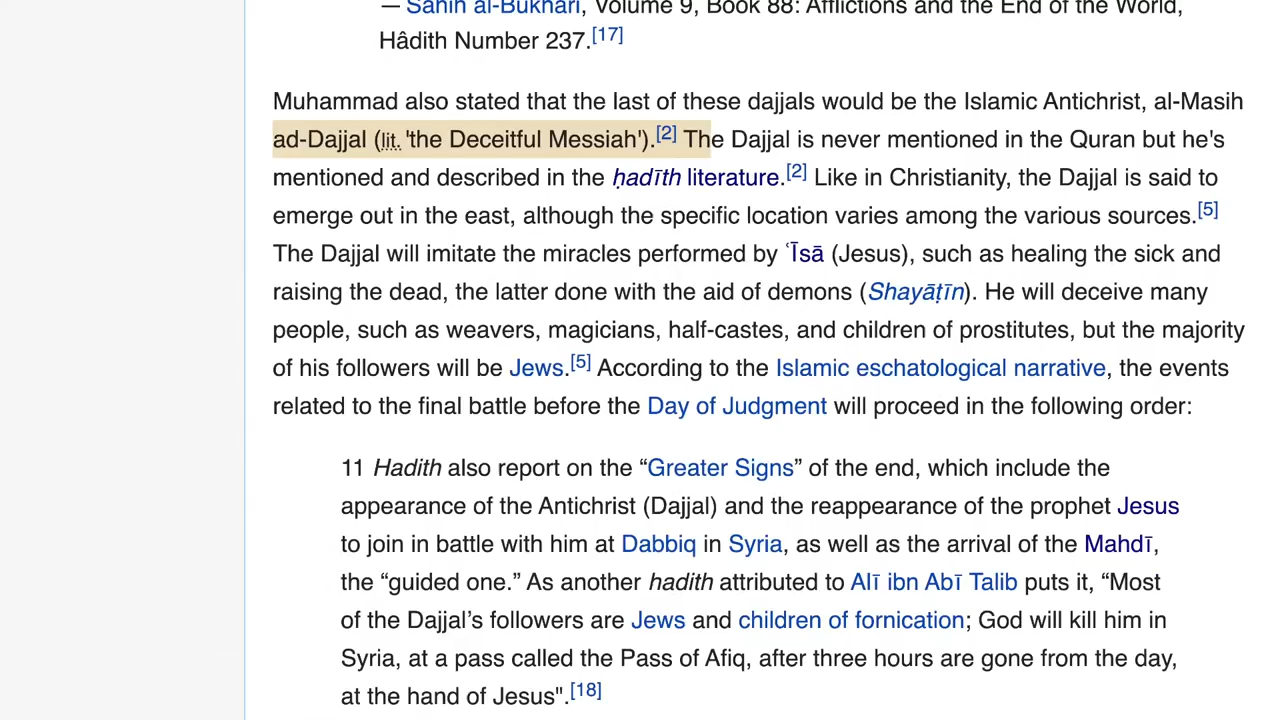 — Sahih al-Bukhari, Volume 9, Book 88: Afflictions and the End of the World,
Hâdith Number 237.[17]
Muhammad also stated that the last of these dajjals would be the Islamic Antichrist, al-Masih
ad-Dajjal (lit. 'the Deceitful Messiah').[2] The Dajjal is never mentioned in the Quran but he's
mentioned and described in the ḥadīth literature.[2] Like in Christianity, the Dajjal is said to
emerge out in the east, although the specific location varies among the various sources.[5]
The Dajjal will imitate the miracles performed by ʿĪsā (Jesus), such as healing the sick and
raising the dead, the latter done with the aid of demons (Shayāṭīn). He will deceive many
people, such as weavers, magicians, half-castes, and children of prostitutes, but the majority
of his followers will be Jews.[5] According to the Islamic eschatological narrative, the events
related to the final battle before the Day of Judgment will proceed in the following order:
11 Hadith also report on the “Greater Signs” of the end, which include the
appearance of the Antichrist (Dajjal) and the reappearance of the prophet Jesus
to join in battle with him at Dabbiq in Syria, as well as the arrival of the Mahdī,
the “guided one.” As another hadith attributed to Alī ibn Abī Talib puts it, “Most
of the Dajjal’s followers are Jews and children of fornication; God will kill him in
Syria, at a pass called the Pass of Afiq, after three hours are gone from the day,
at the hand of Jesus".[18]